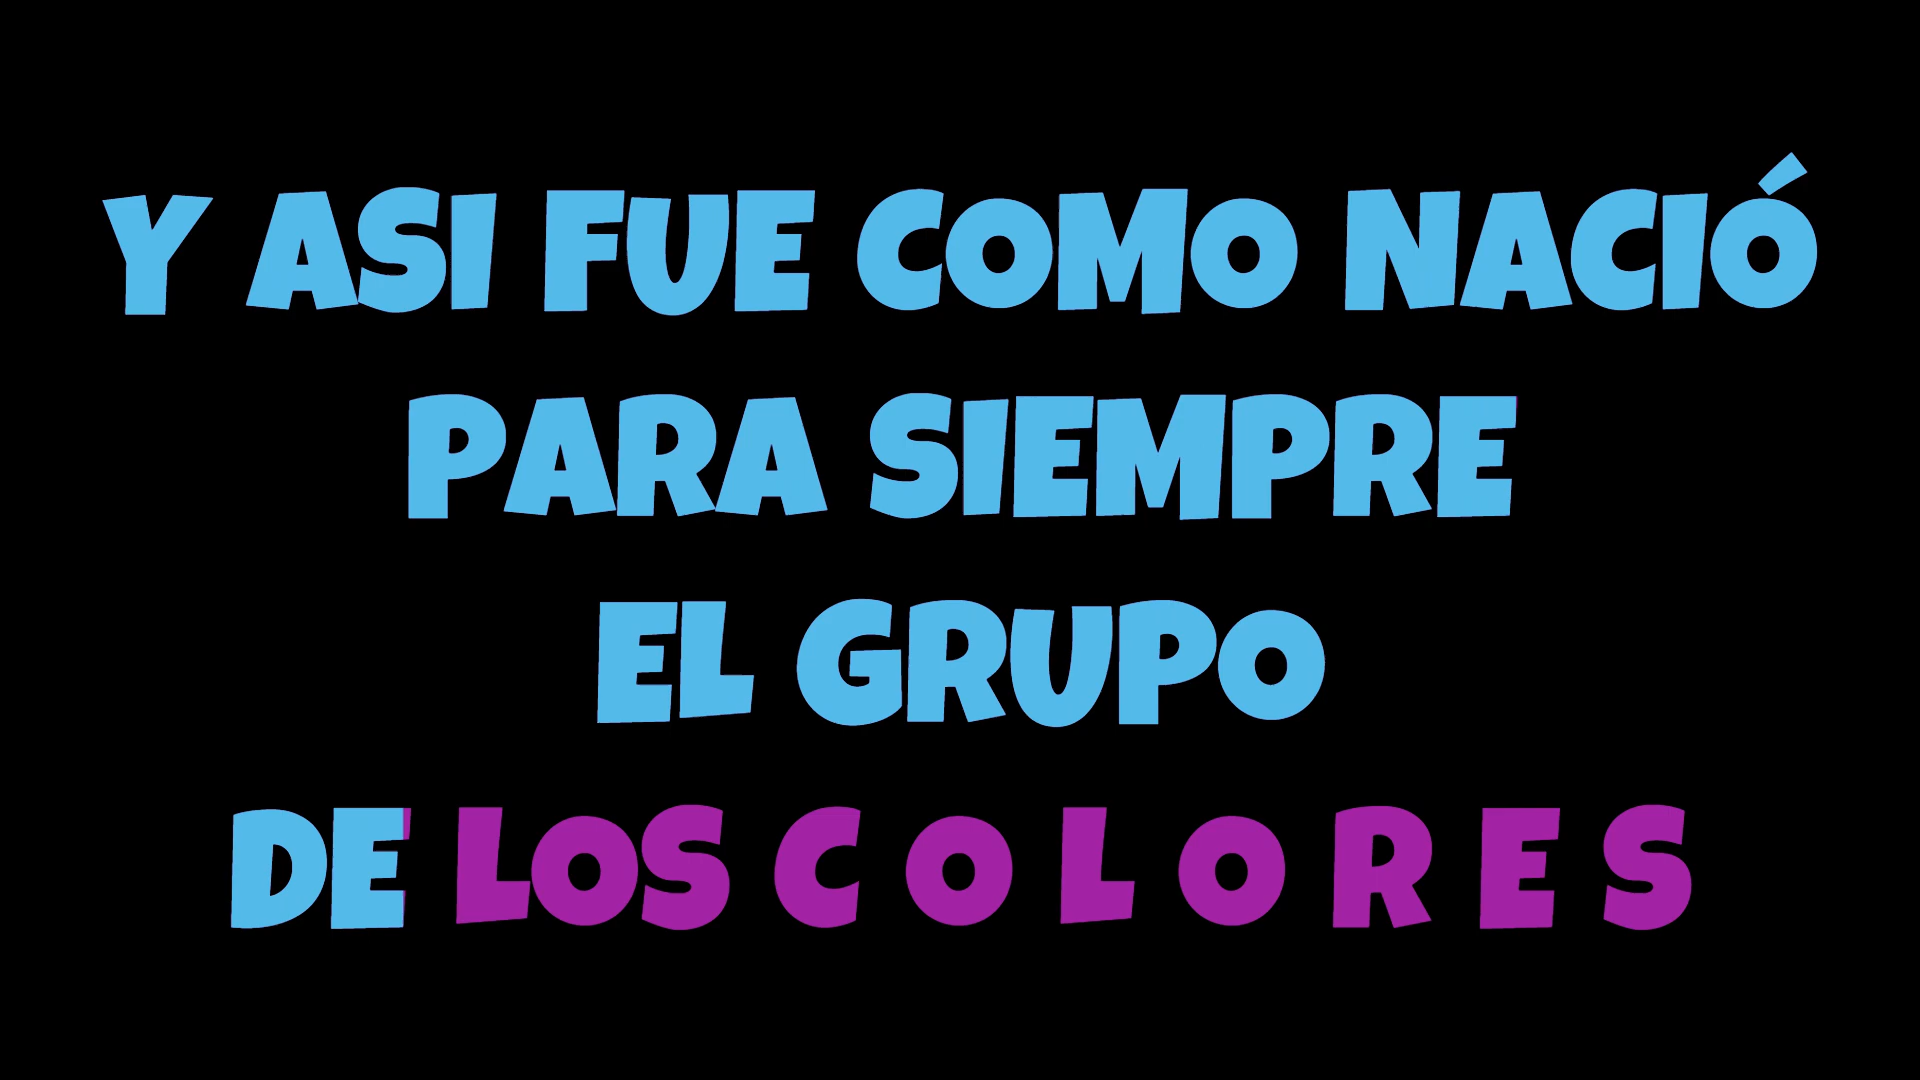 Y ASI FUE COMO NACIÓ
PARA SIEMPRE
EL GRUPO
DE LOS C O L O R E S